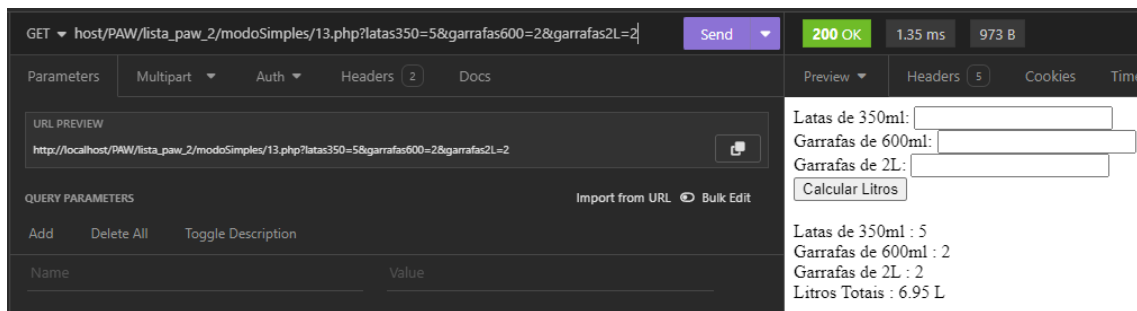 GET host/PAW/lista_paw_2/modoSimples/13.php?latas350=5&garrafas600=2&garrafas2L=2 Send
Parameters Multipart Auth Headers 2 Docs
URL PREVIEW
http://localhost/PAW/lista_paw_2/modoSimples/13.php?latas350=5&garrafas600=2&garrafas2L=2
QUERY PARAMETERS Import from URL Bulk Edit
Add Delete All Toggle Description
Name Value
200 OK 1.35 ms 973 B
Preview Headers 5 Cookies Time
Latas de 350ml:
Garrafas de 600ml:
Garrafas de 2L:
Calcular Litros
Latas de 350ml : 5
Garrafas de 600ml : 2
Garrafas de 2L : 2
Litros Totais : 6.95 L